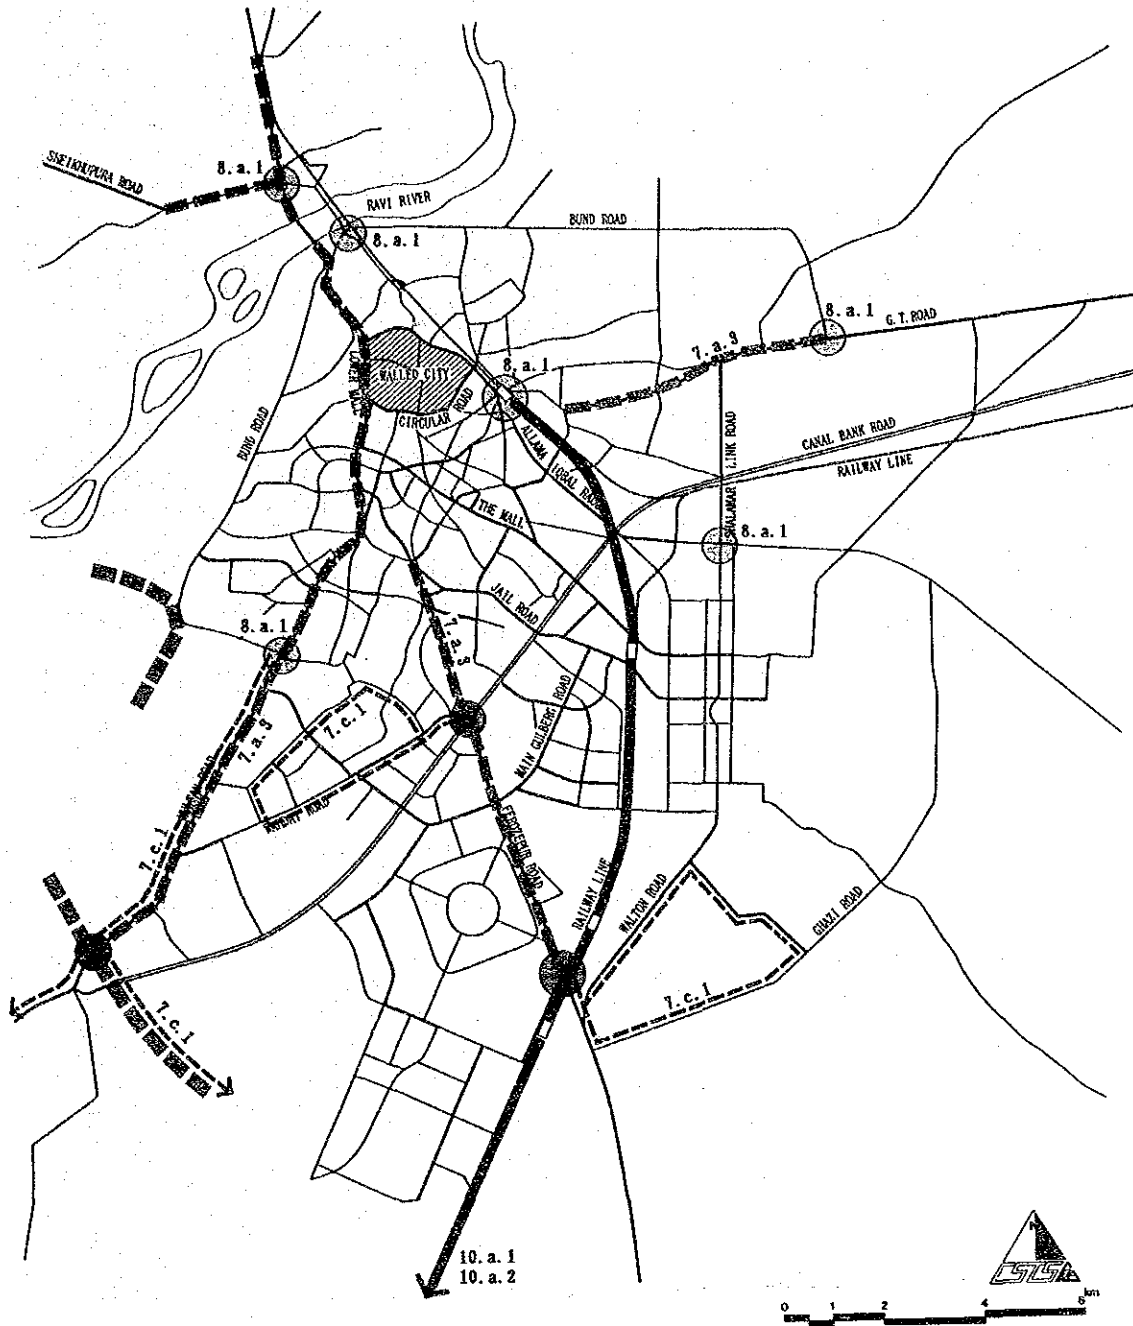 SHEIKHUPURA ROAD
8.a.1
RAVI RIVER
BUND ROAD
8.a.1
8.a.1
G.T.ROAD
7.a.3
8.a.1
LOWER MALL
WALLED CITY
CIRCULAR ROAD
BUND ROAD
ALLAMA IQBAL ROAD
LINK ROAD
SHALAMAR
CANAL BANK ROAD
RAILWAY LINE
THE MALL
8.a.1
JAIL ROAD
8.a.1
7.a.3
7.c.1
7.a.3
MAIN GULBERG ROAD
ROAD
7.c.1
FEROZEPUR ROAD
RAILWAY LINE
WALTON ROAD
GHAZI ROAD
7.c.1
7.c.1
10.a.1
10.a.2
N
0 1 2 4 6 km